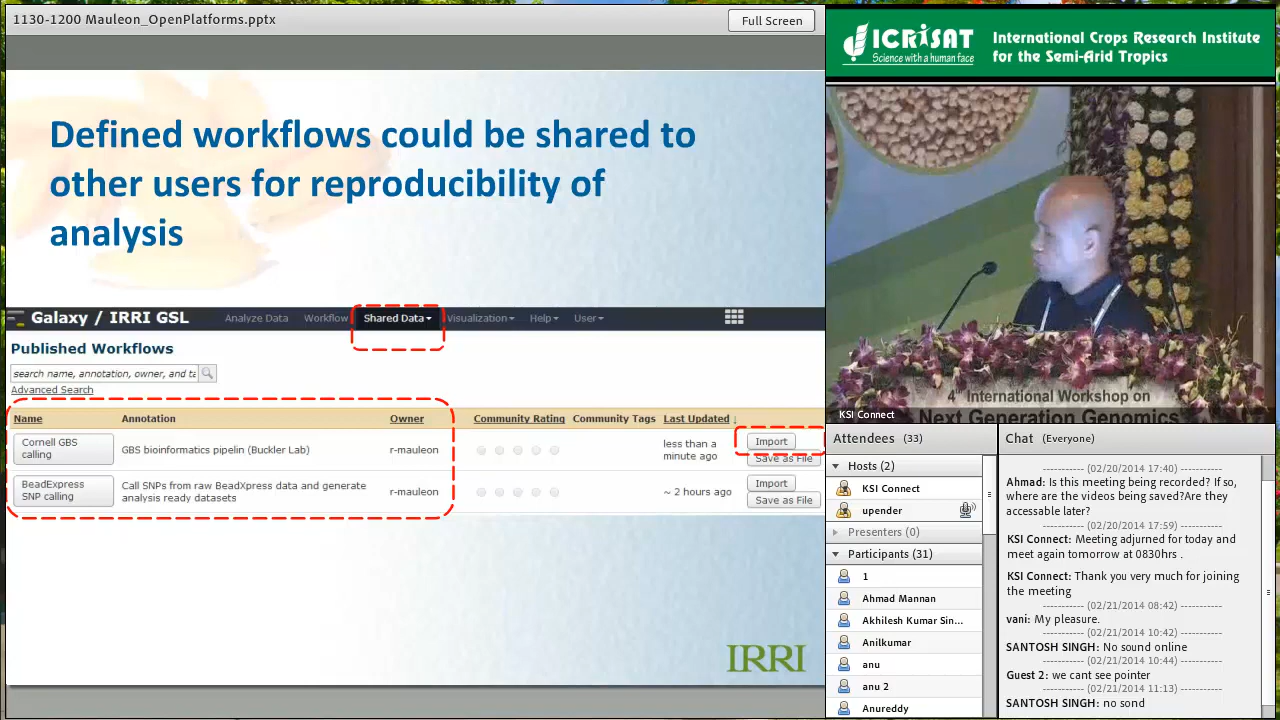 1130-1200 Mauleon_OpenPlatforms.pptx
Full Screen
Defined workflows could be shared to
other users for reproducibility of
analysis
Galaxy / IRRI GSL
Analyze Data Workflow Shared Data Visualization Help User
Published Workflows
search name, annotation, owner, and ta
Advanced Search
Name Annotation Owner Community Rating Community Tags Last Updated ↓
Cornell GBS
calling
GBS bioinformatics pipelin (Buckler Lab)
r-mauleon
less than a
minute ago
Import
Save as File
BeadExpress
SNP calling
Call SNPs from raw BeadXpress data and generate
analysis ready datasets
r-mauleon
~ 2 hours ago
Import
Save as File
IRRI
ICRISAT
Science with a human face
International Crops Research Institute
for the Semi-Arid Tropics
4th International Workshop on
Next Generation Genomics
KSI Connect
Attendees (33)
Hosts (2)
KSI Connect
upender
Presenters (0)
Participants (31)
1
Ahmad Mannan
Akhilesh Kumar Sin...
Anilkumar
anu
anu 2
Anureddy
Chat (Everyone)
----------- (02/20/2014 17:40) -----------
Ahmad: Is this meeting being recorded? If so,
where are the videos being saved?Are they
accessable later?
----------- (02/20/2014 17:59) -----------
KSI Connect: Meeting adjurned for today and
meet again tomorrow at 0830hrs .
KSI Connect: Thank you very much for joining
the meeting
----------- (02/21/2014 08:42) -----------
vani: My pleasure.
----------- (02/21/2014 10:42) -----------
SANTOSH SINGH: No sound online
----------- (02/21/2014 10:44) -----------
Guest 2: we cant see pointer
----------- (02/21/2014 11:13) -----------
SANTOSH SINGH: no sond